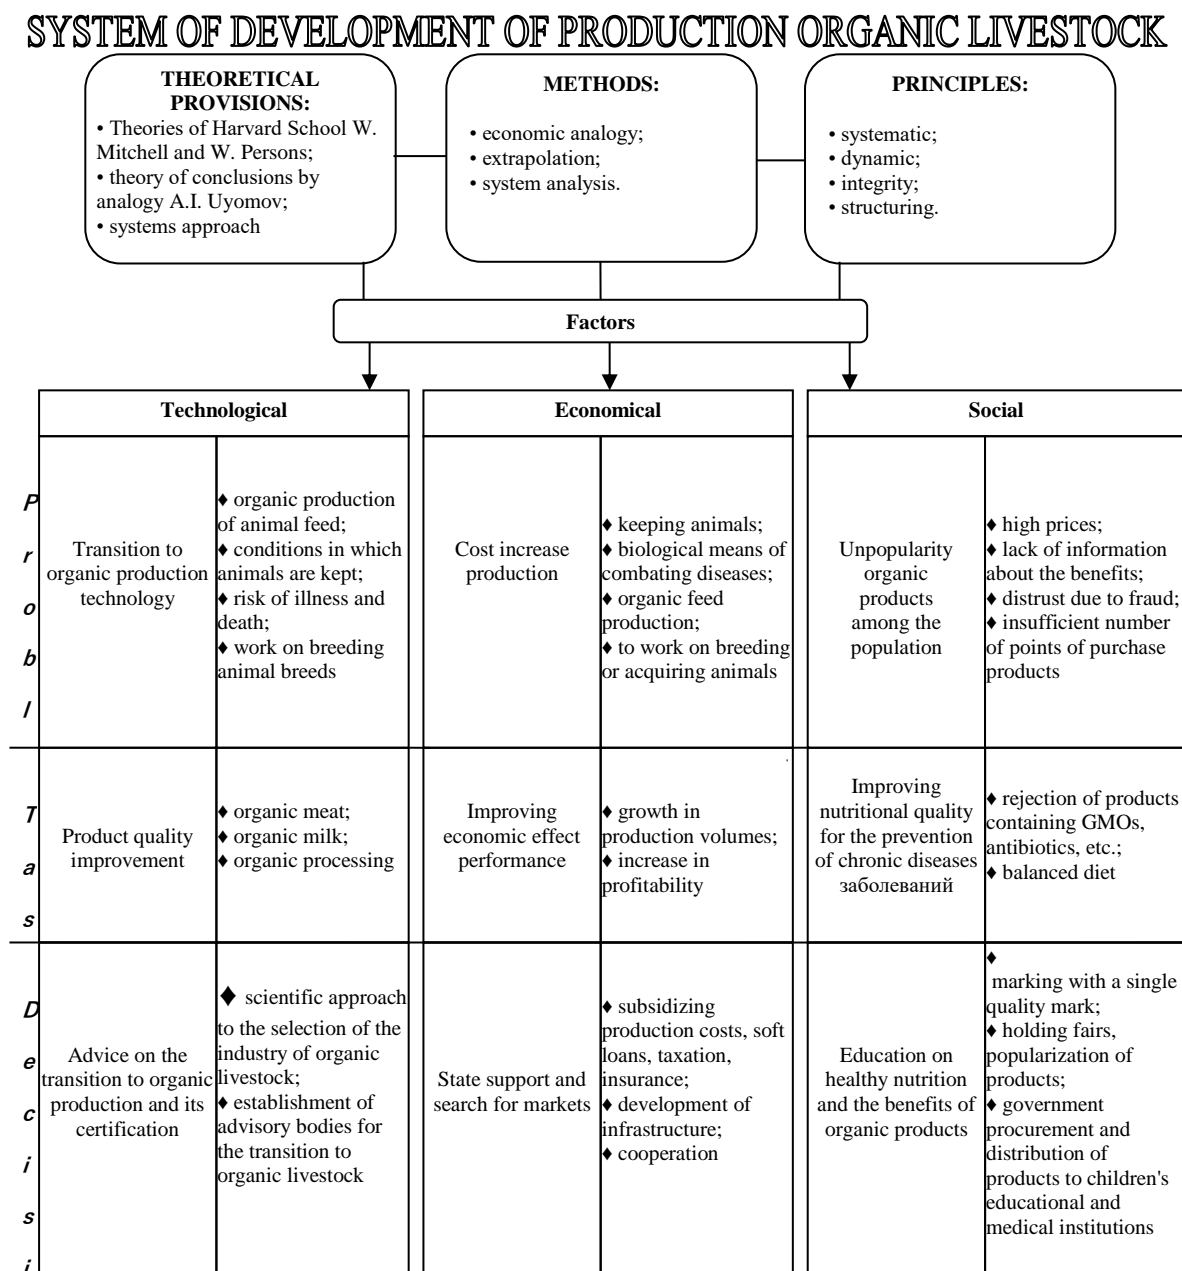 SYSTEM OF DEVELOPMENT OF PRODUCTION ORGANIC LIVESTOCK
THEORETICAL
PROVISIONS:
• Theories of Harvard School W.
Mitchell and W. Persons;
• theory of conclusions by
analogy A.I. Uyomov;
• systems approach
METHODS:
• economic analogy;
• extrapolation;
• system analysis.
PRINCIPLES:
• systematic;
• dynamic;
• integrity;
• structuring.
Factors
Technological
Economical
Social
P
r
o
b
l
Transition to
organic production
technology
♦ organic production
of animal feed;
♦ conditions in which
animals are kept;
♦ risk of illness and
death;
♦ work on breeding
animal breeds
Cost increase
production
♦ keeping animals;
♦ biological means of
combating diseases;
♦ organic feed
production;
♦ to work on breeding
or acquiring animals
Unpopularity
organic
products
among the
population
♦ high prices;
♦ lack of information
about the benefits;
♦ distrust due to fraud;
♦ insufficient number
of points of purchase
products
T
a
s
Product quality
improvement
♦ organic meat;
♦ organic milk;
♦ organic processing
Improving
economic effect
performance
♦ growth in
production volumes;
♦ increase in
profitability
Improving
nutritional quality
for the prevention
of chronic diseases
заболеваний
♦ rejection of products
containing GMOs,
antibiotics, etc.;
♦ balanced diet
D
e
c
i
s
i
Advice on the
transition to organic
production and its
certification
♦ scientific approach
to the selection of the
industry of organic
livestock;
♦ establishment of
advisory bodies for
the transition to
organic livestock
State support and
search for markets
♦ subsidizing
production costs, soft
loans, taxation,
insurance;
♦ development of
infrastructure;
♦ cooperation
Education on
healthy nutrition
and the benefits of
organic products
♦
marking with a single
quality mark;
♦ holding fairs,
popularization of
products;
♦ government
procurement and
distribution of
products to children's
educational and
medical institutions